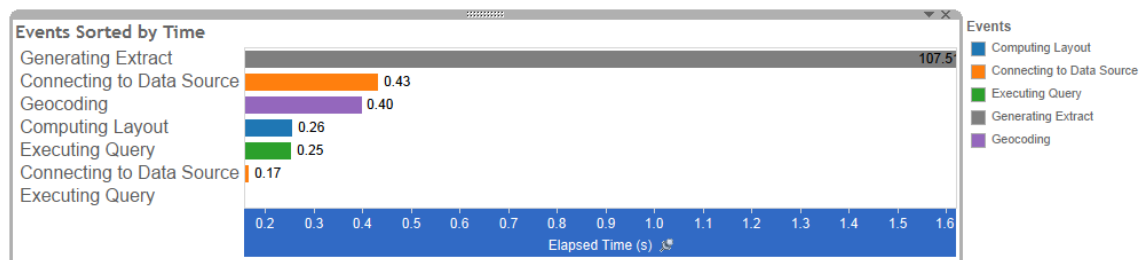 Events Sorted by Time
Generating Extract 107.51
Connecting to Data Source 0.43
Geocoding 0.40
Computing Layout 0.26
Executing Query 0.25
Connecting to Data Source 0.17
Executing Query
0.2 0.3 0.4 0.5 0.6 0.7 0.8 0.9 1.0 1.1 1.2 1.3 1.4 1.5 1.6
Elapsed Time (s)
Events
Computing Layout
Connecting to Data Source
Executing Query
Generating Extract
Geocoding